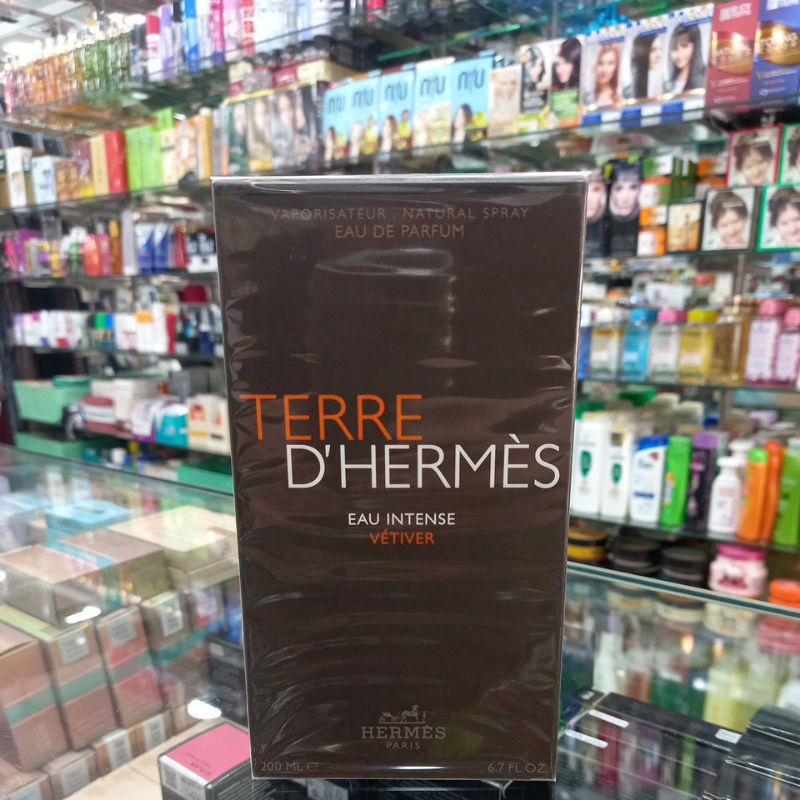 VAPORISATEUR . NATURAL SPRAY
EAU DE PARFUM
TERRE
D'HERMÈS
EAU INTENSE
VÉTIVER
HERMÈS
PARIS
200 ML ℮ 6.7 FL.OZ